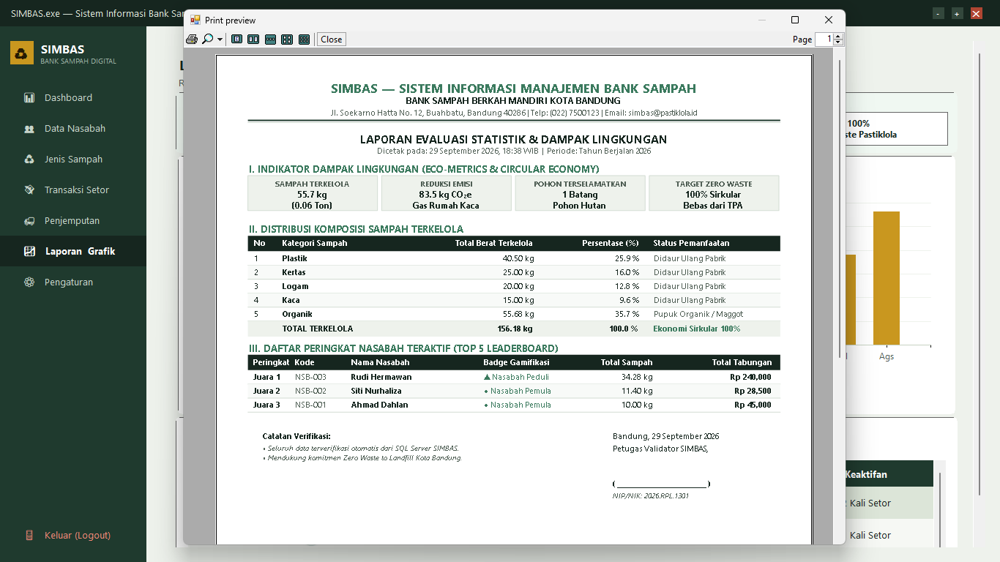 SIMBAS.exe — Sistem Informasi Bank
- + ×
SIMBAS
BANK SAMPAH DIGITAL
Dashboard
Data Nasabah
Jenis Sampah
Transaksi Setor
Penjemputan
Laporan Grafik
Pengaturan
Keluar (Logout)
Print preview
Close
Page 1
SIMBAS — SISTEM INFORMASI MANAJEMEN BANK SAMPAH
BANK SAMPAH BERKAH MANDIRI KOTA BANDUNG
Jl. Soekarno Hatta No. 12, Buahbatu, Bandung 40286 | Telp: (022) 7500123 | Email: simbas@pastiklola.id
LAPORAN EVALUASI STATISTIK & DAMPAK LINGKUNGAN
Dicetak pada: 29 September 2026, 18:38 WIB | Periode: Tahun Berjalan 2026
I. INDIKATOR DAMPAK LINGKUNGAN (ECO-METRICS & CIRCULAR ECONOMY)
SAMPAH TERKELOLA
55.7 kg
(0.06 Ton)
REDUKSI EMISI
83.5 kg CO₂e
Gas Rumah Kaca
POHON TERSELAMATKAN
1 Batang
Pohon Hutan
TARGET ZERO WASTE
100% Sirkular
Bebas dari TPA
II. DISTRIBUSI KOMPOSISI SAMPAH TERKELOLA
No Kategori Sampah Total Berat Terkelola Persentase (%) Status Pemanfaatan
1 Plastik 40.50 kg 25.9 % Didaur Ulang Pabrik
2 Kertas 25.00 kg 16.0 % Didaur Ulang Pabrik
3 Logam 20.00 kg 12.8 % Didaur Ulang Pabrik
4 Kaca 15.00 kg 9.6 % Didaur Ulang Pabrik
5 Organik 55.68 kg 35.7 % Pupuk Organik / Maggot
TOTAL TERKELOLA 156.18 kg 100.0 % Ekonomi Sirkular 100%
III. DAFTAR PERINGKAT NASABAH TERAKTIF (TOP 5 LEADERBOARD)
Peringkat Kode Nama Nasabah Badge Gamifikasi Total Sampah Total Tabungan
Juara 1 NSB-003 Rudi Hermawan ▲ Nasabah Peduli 34.28 kg Rp 240,000
Juara 2 NSB-002 Siti Nurhaliza • Nasabah Pemula 11.40 kg Rp 28,500
Juara 3 NSB-001 Ahmad Dahlan • Nasabah Pemula 10.00 kg Rp 45,000
Catatan Verifikasi:
• Seluruh data terverifikasi otomatis dari SQL Server SIMBAS.
• Mendukung komitmen Zero Waste to Landfill Kota Bandung.
Bandung, 29 September 2026
Petugas Validator SIMBAS,
( ____________________ )
NIP/NIK: 2026.RPL.1301
100%
Pastiklola
Ags
Keaktifan
Kali Setor
Kali Setor